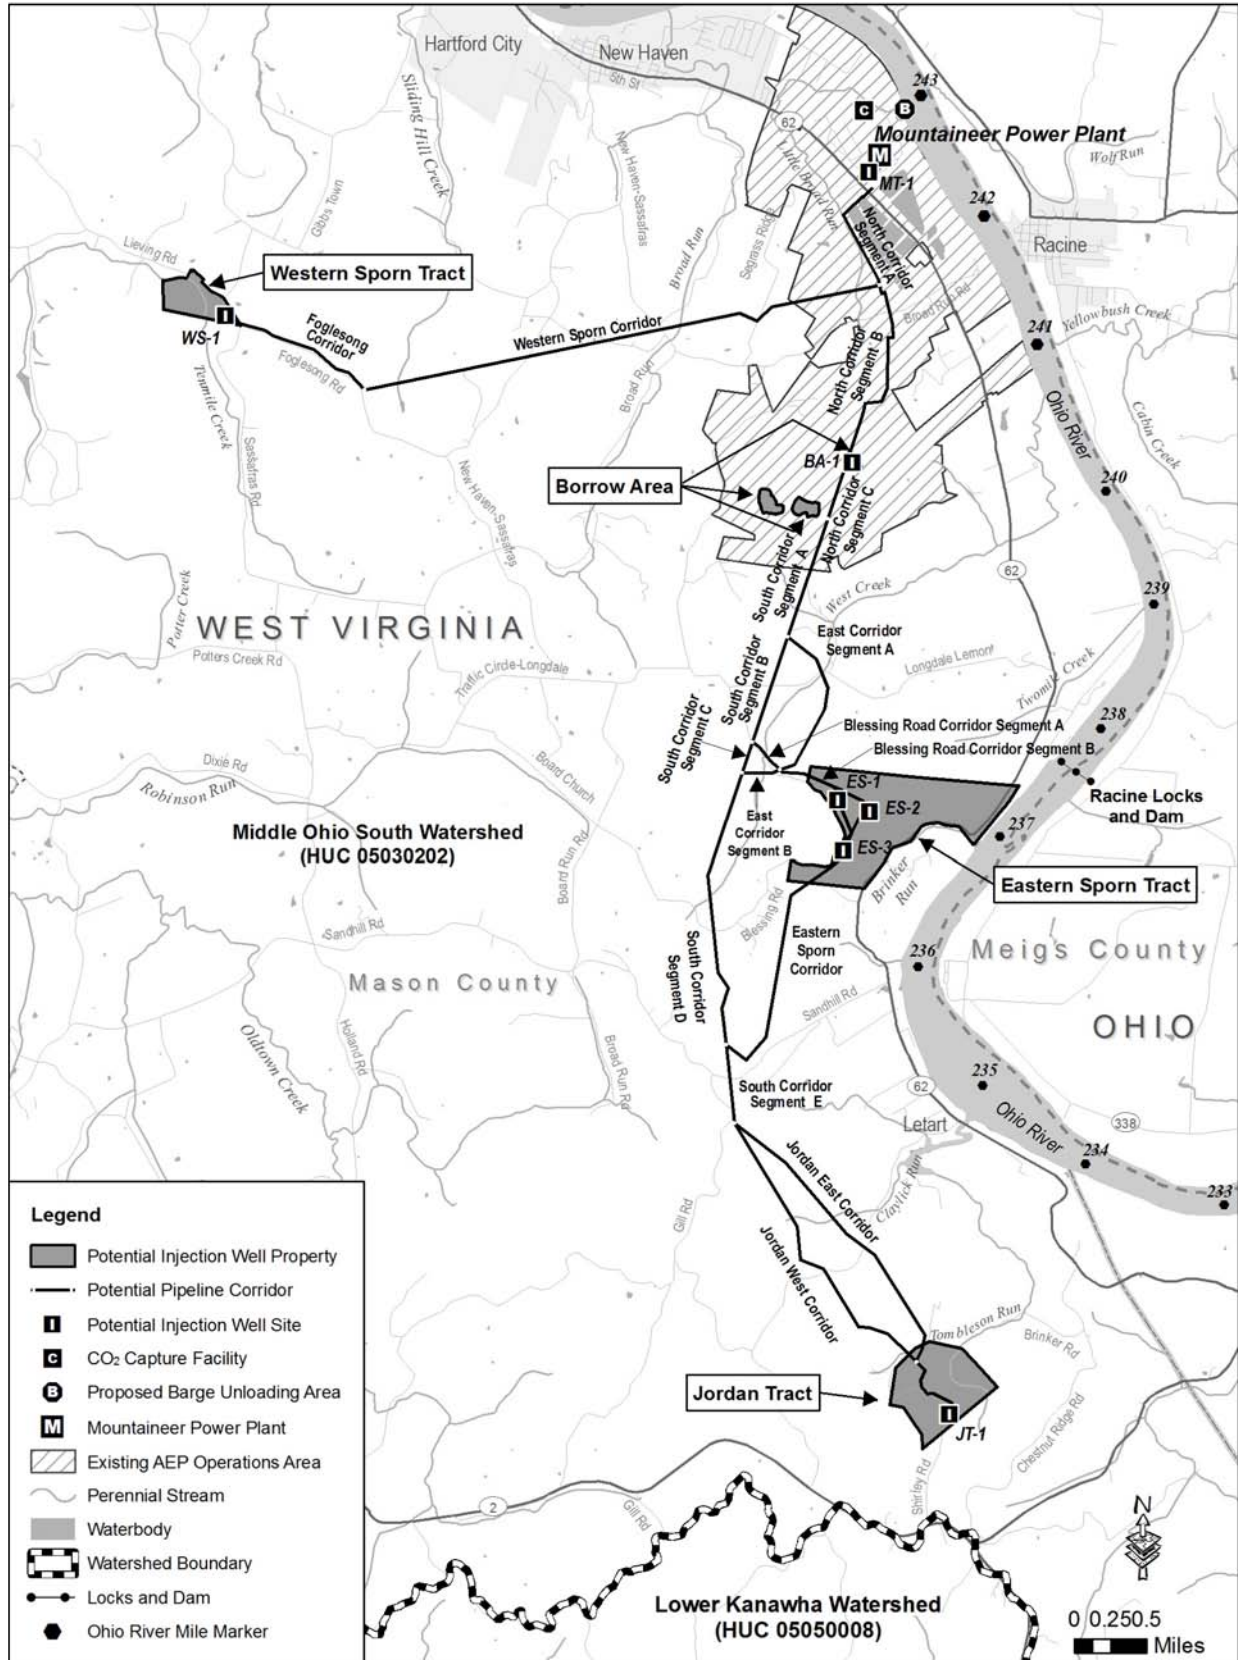 Hartford City
New Haven
5th St
Sliding Hill Creek
62
243
C
B
Mountaineer Power Plant
M
I
MT-1
Wolf Run
Little Broad Run
New Haven-Sassafras
Gibbs Town
242
Racine
Lieving Rd
Western Sporn Tract
Segrass Ridge
Broad Run
North Corridor
Segment A
Broad Run Rd
241
Yellowbush Creek
I
WS-1
Foglesong
Corridor
Western Sporn Corridor
North Corridor
Segment B
Foglesong Rd
Tenmile Creek
Broad Run
Ohio River
Cabin Creek
Sassafras Rd
New Haven-Sassafras
BA-1
I
Borrow Area
240
North Corridor
Segment C
South Corridor
Segment A
62
239
West Creek
Potter Creek
WEST VIRGINIA
Potters Creek Rd
Traffic Circle-Longdale
East Corridor
Segment A
Longdale Lemont
Twomile Creek
South Corridor
Segment B
South Corridor
Segment C
238
Blessing Road Corridor Segment A
Blessing Road Corridor Segment B
Dixie Rd
Robinson Run
Board Church
ES-1
I
I
ES-2
Racine Locks
and Dam
Middle Ohio South Watershed
(HUC 05030202)
East
Corridor
Segment B
237
I
ES-3
Board Run Rd
Brinker
Run
Eastern Sporn Tract
Blessing Rd
Sandhill Rd
South Corridor
Segment D
Eastern
Sporn
Corridor
236
Meigs County
Mason County
Sandhill Rd
OHIO
Oldtown Creek
Holland Rd
Broad Run Rd
South Corridor
Segment E
62
235
Letart
Ohio River
338
234
Jordan East Corridor
Claylick Run
233
Gill Rd
Jordan West Corridor
Tombleson Run
Brinker Rd
Jordan Tract
I
JT-1
Chestnut Ridge Rd
Shirley Rd
2
Gill Rd
N
Lower Kanawha Watershed
(HUC 05050008)
0 0.250.5
Miles
Legend
Potential Injection Well Property
Potential Pipeline Corridor
I Potential Injection Well Site
C CO₂ Capture Facility
B Proposed Barge Unloading Area
M Mountaineer Power Plant
Existing AEP Operations Area
Perennial Stream
Waterbody
Watershed Boundary
Locks and Dam
Ohio River Mile Marker